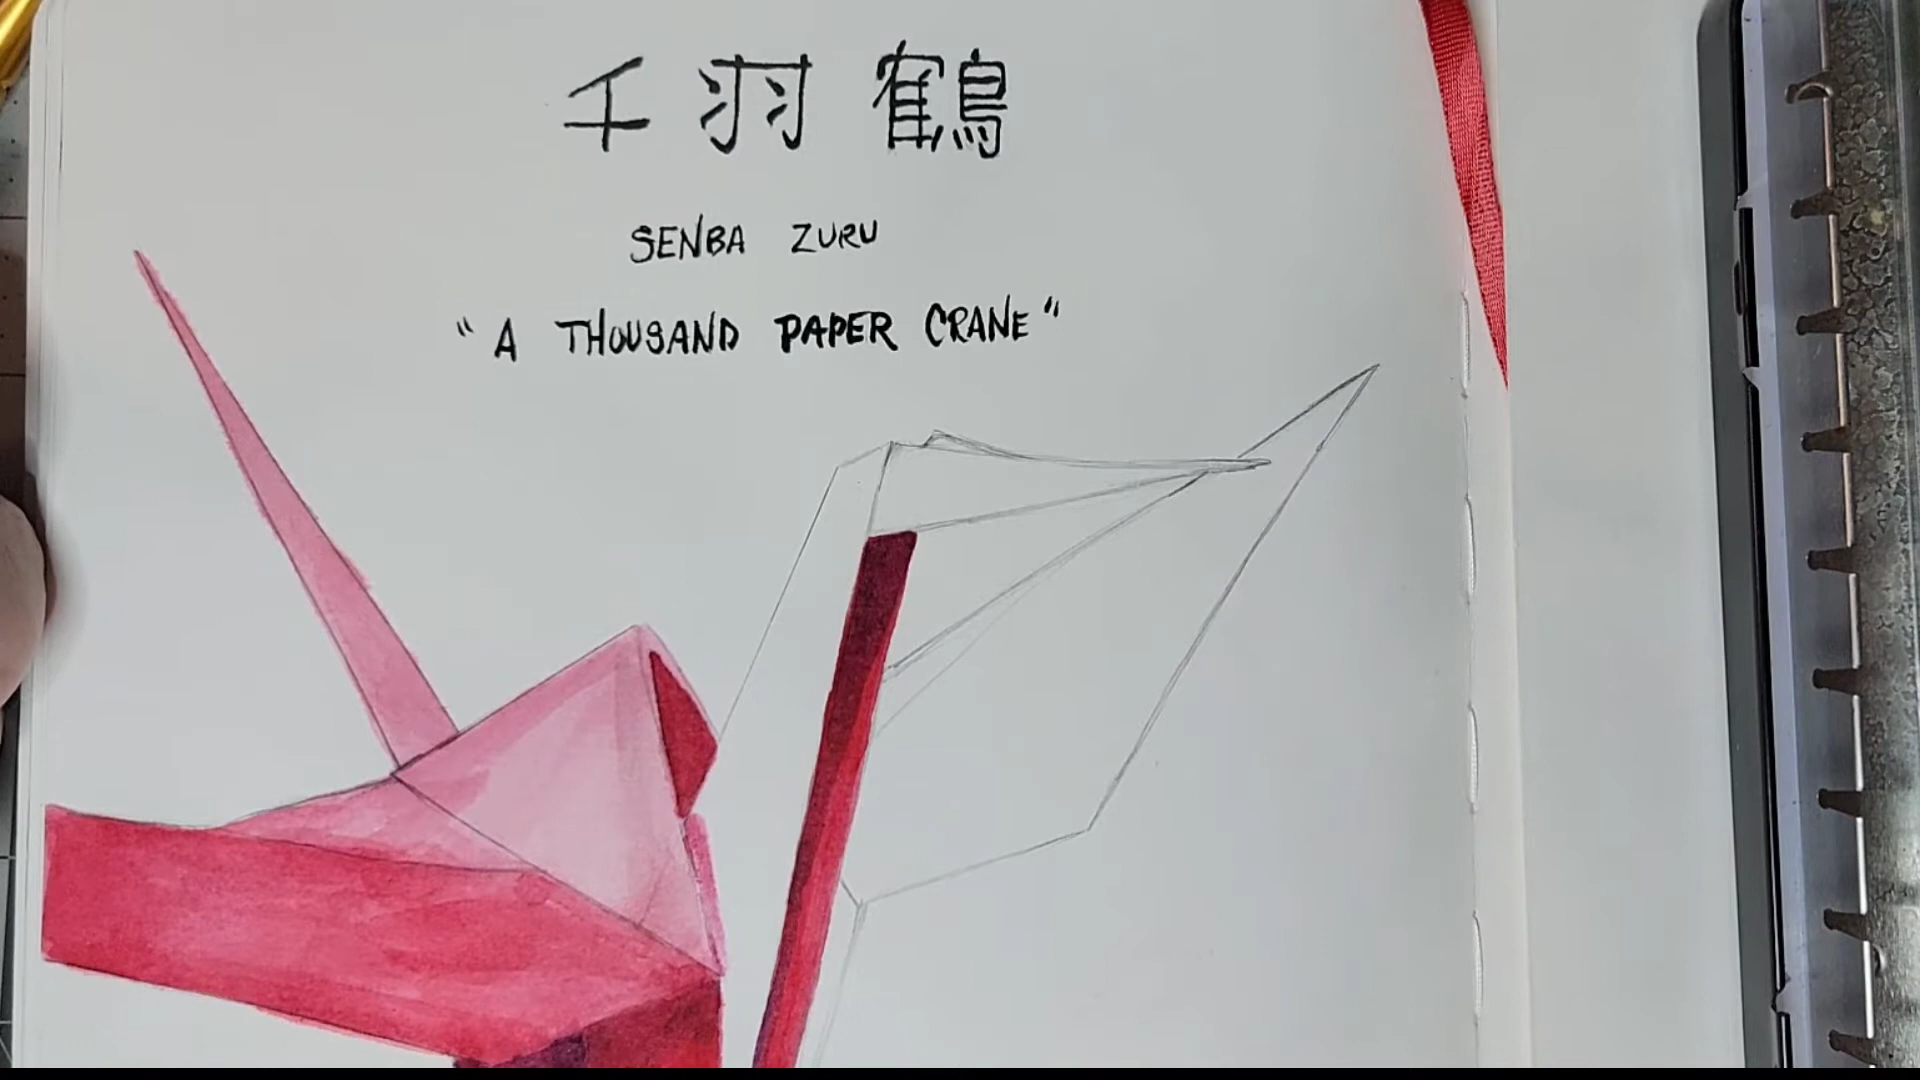 千羽鶴
SENBA ZURU
"A THOUSAND PAPER CRANE"